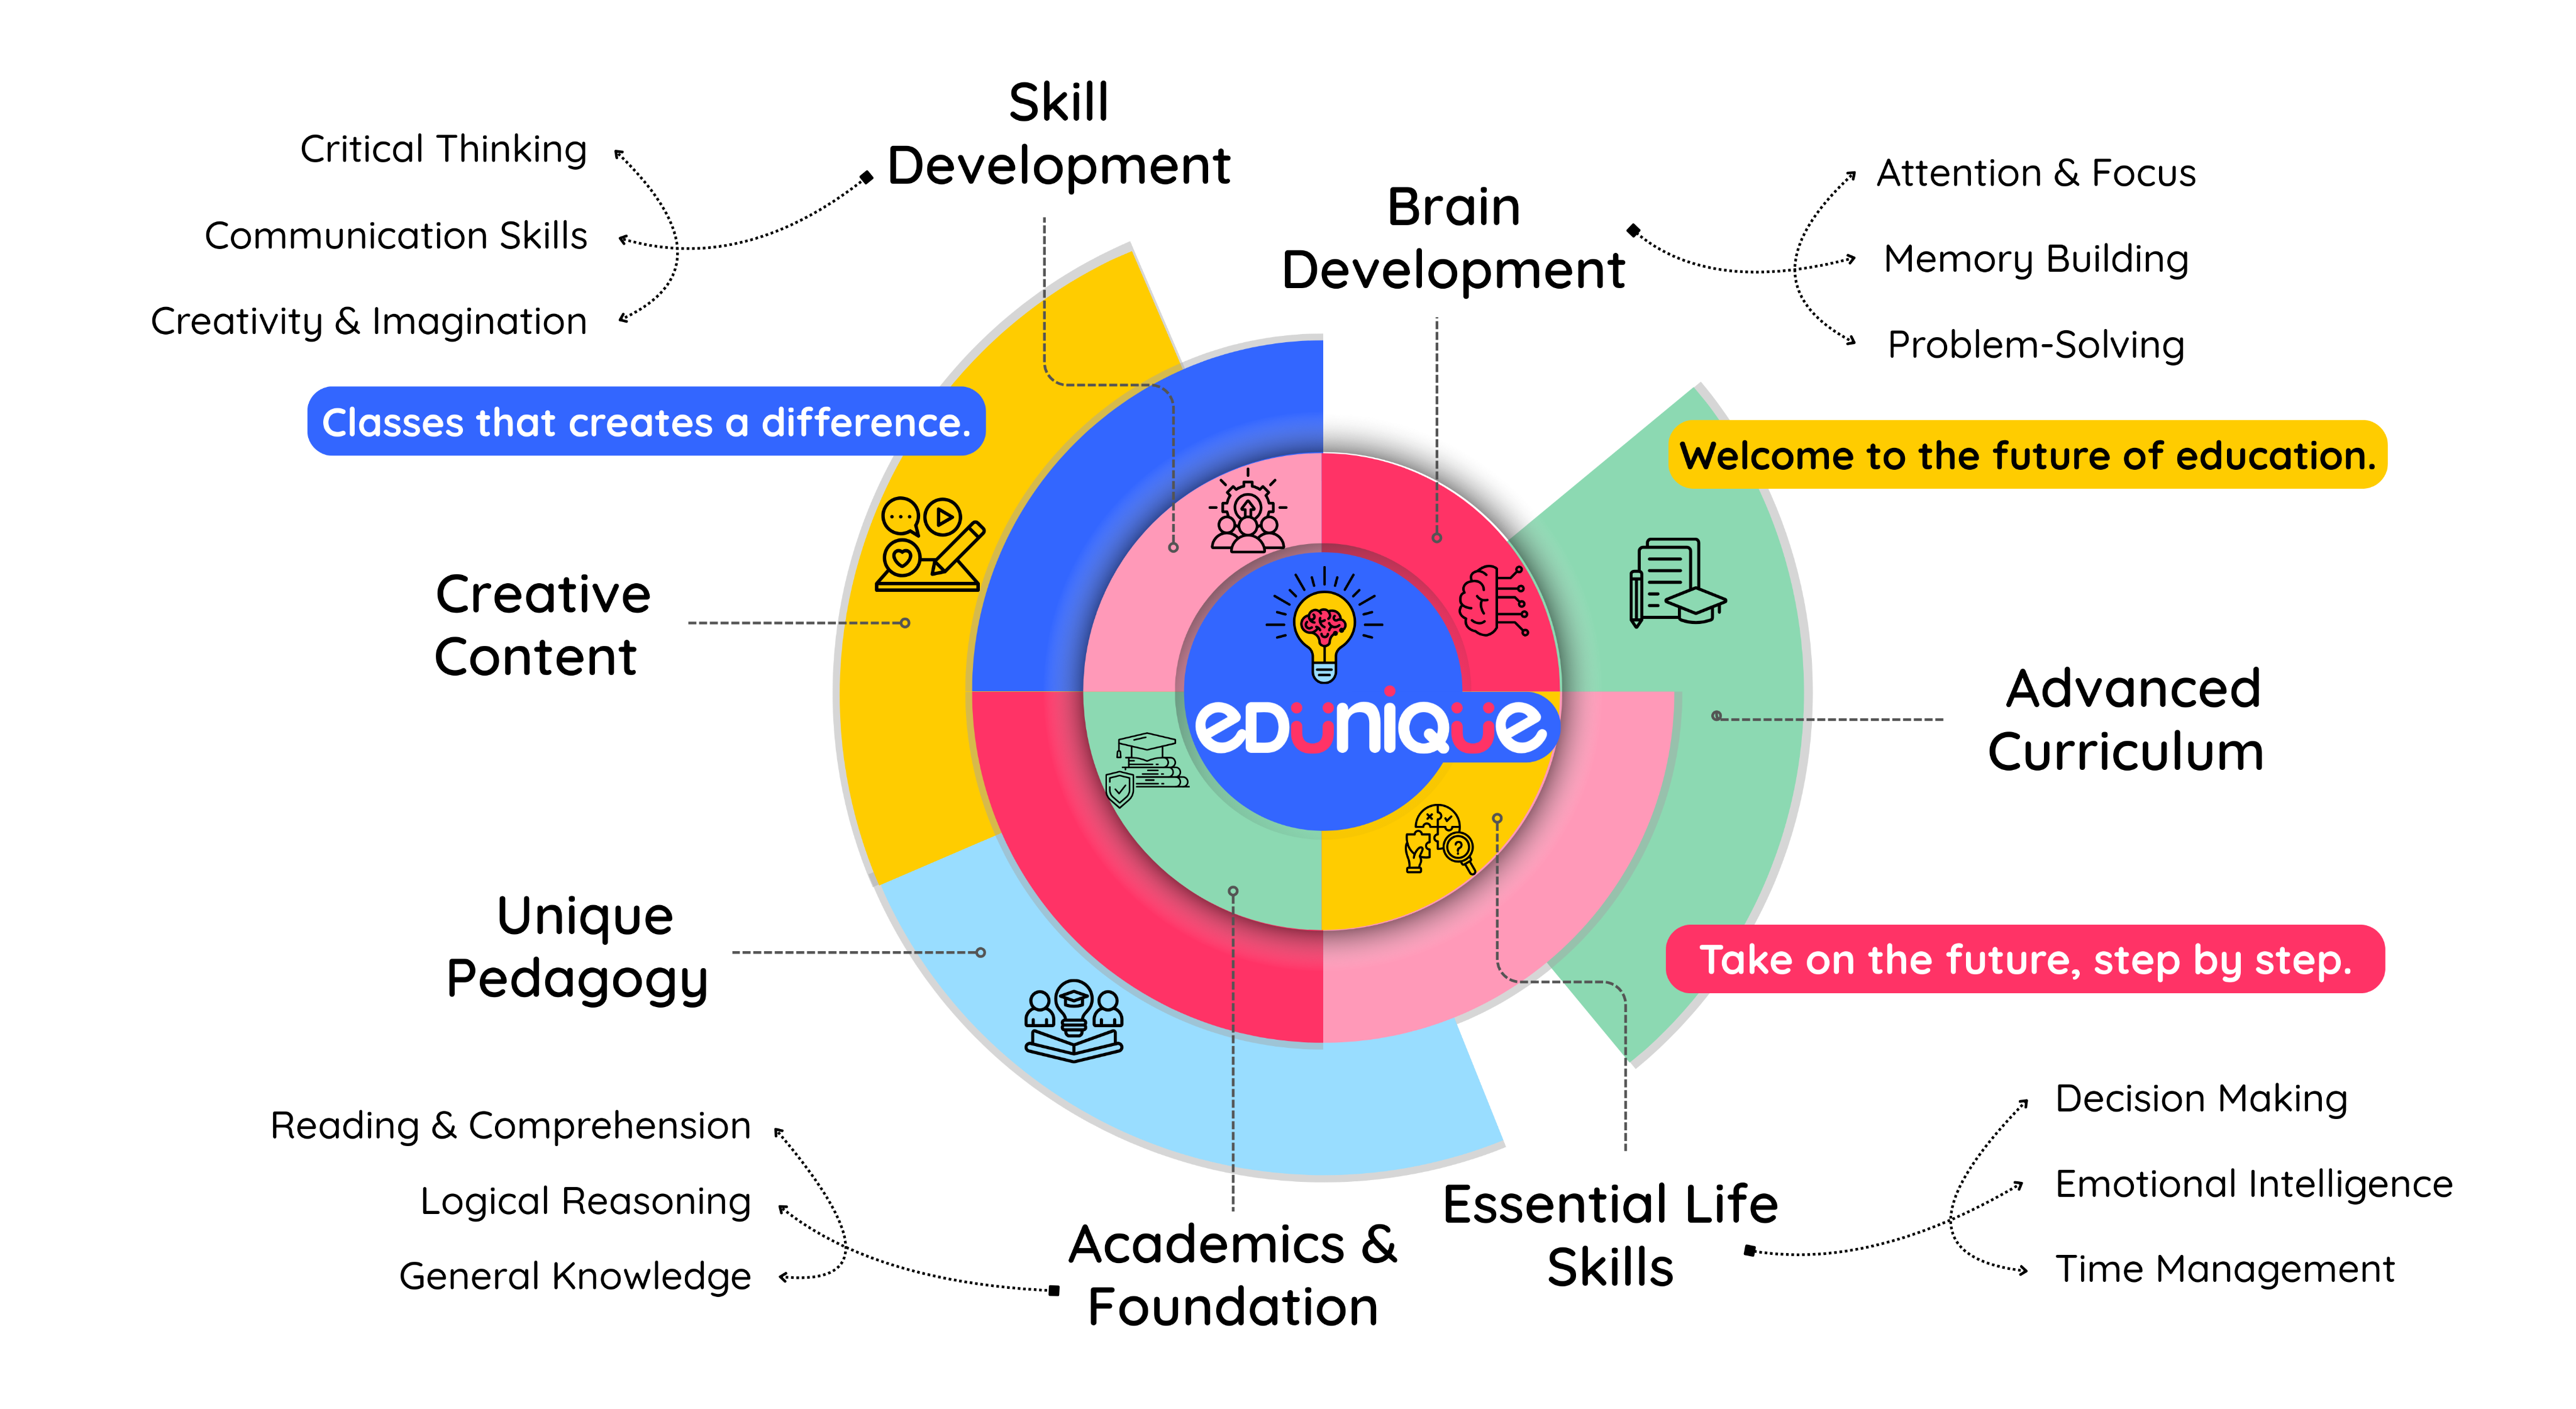 Skill
Development
Critical Thinking
Communication Skills
Creativity & Imagination
Brain
Development
Attention & Focus
Memory Building
Problem-Solving
Classes that creates a difference.
Welcome to the future of education.
Creative
Content
EDUNIQUE
Advanced
Curriculum
Unique
Pedagogy
Take on the future, step by step.
Reading & Comprehension
Logical Reasoning
General Knowledge
Academics &
Foundation
Essential Life
Skills
Decision Making
Emotional Intelligence
Time Management